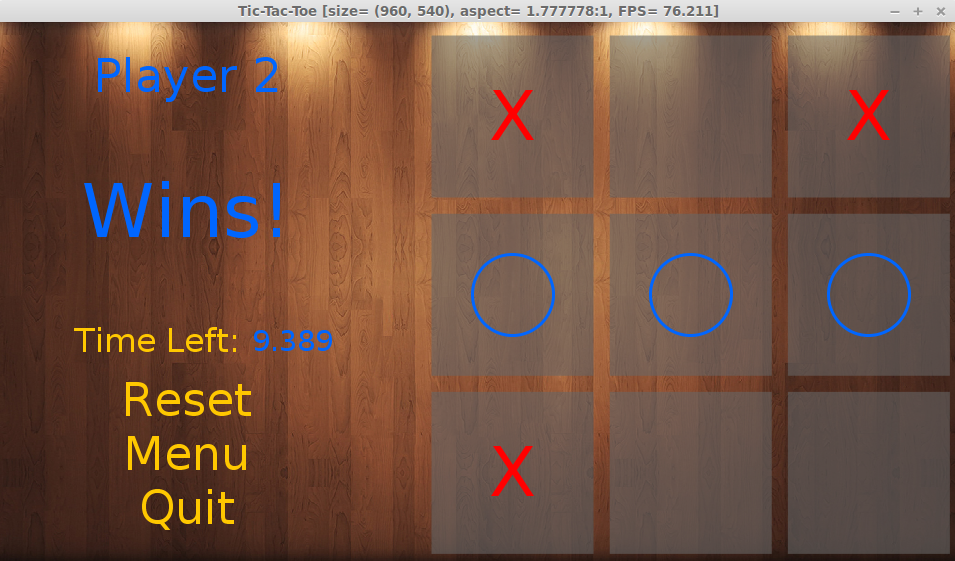 Tic-Tac-Toe [size= (960, 540), aspect= 1.777778:1, FPS= 76.211]
Player 2
Wins!
Time Left: 9.389
Reset
Menu
Quit
X X
X